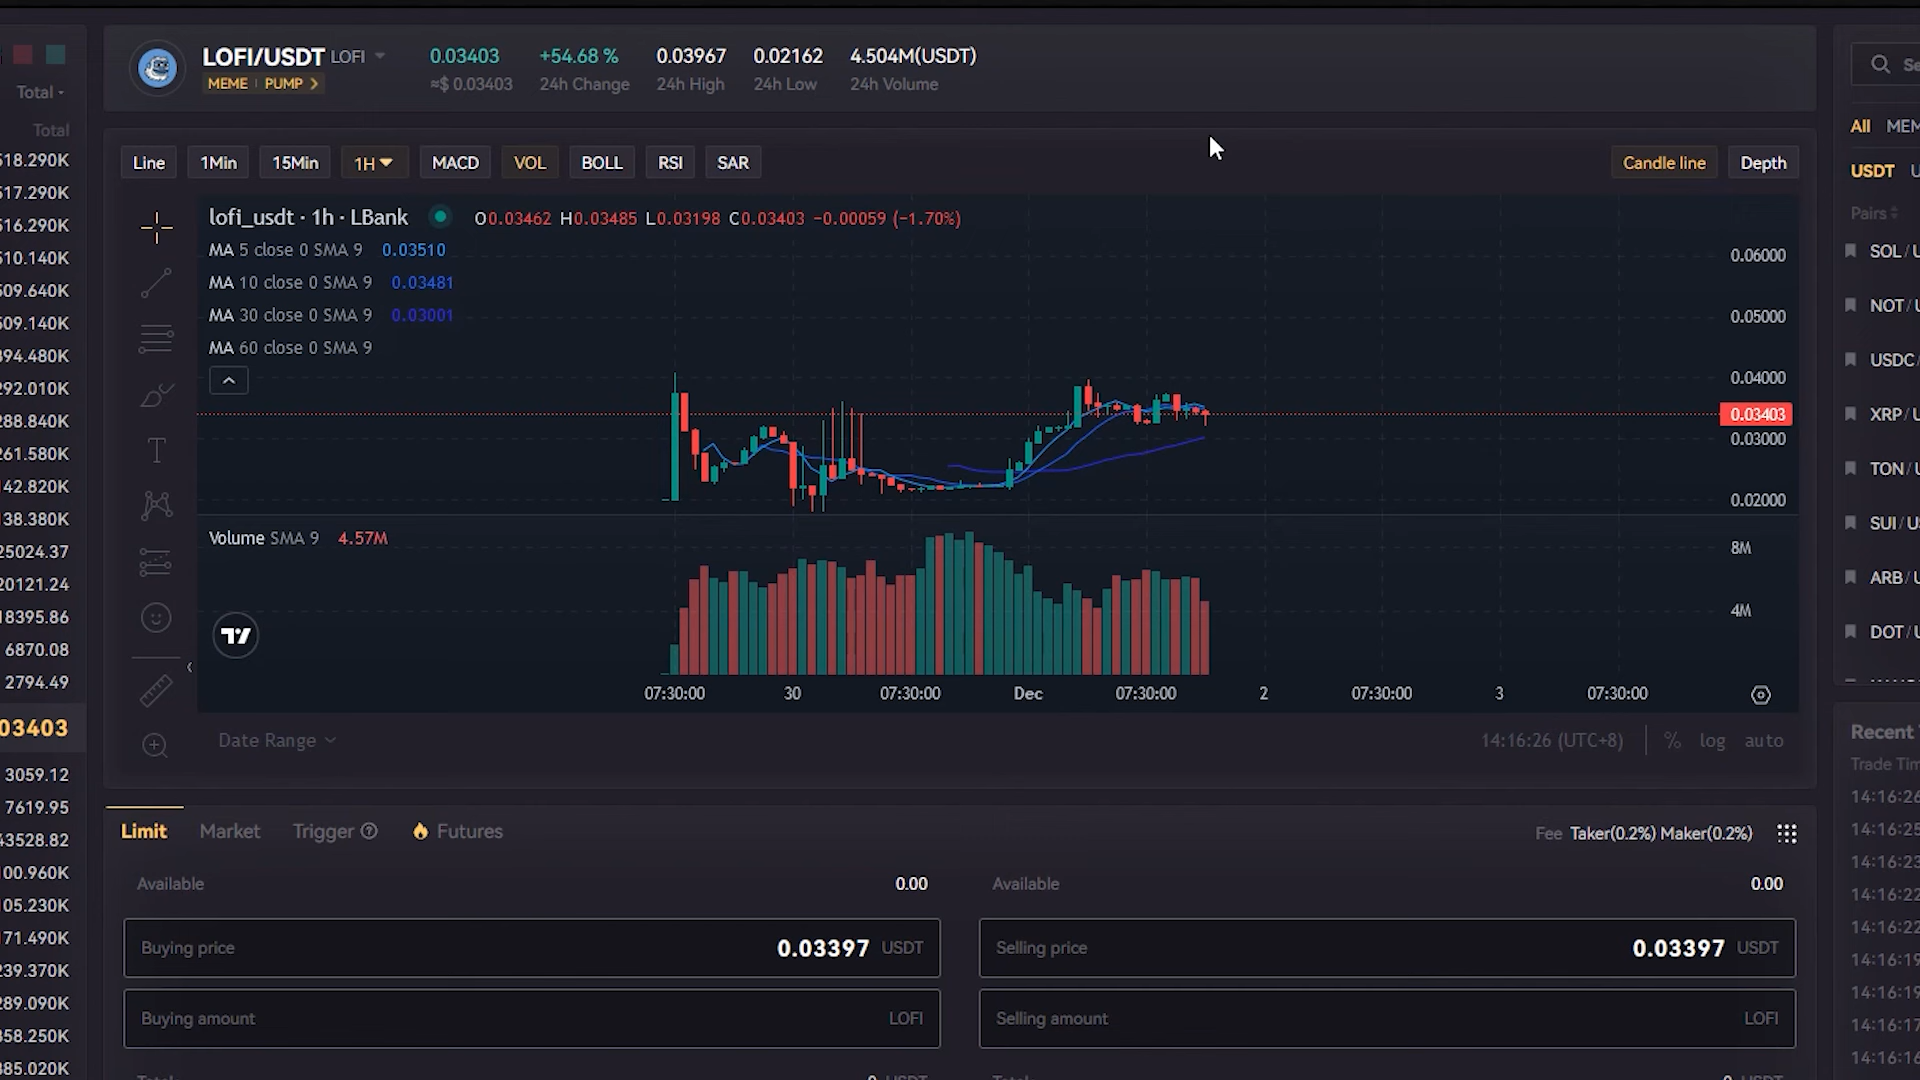 LOFI/USDT LOFI
MEME PUMP
0.03403
≈$ 0.03403
+54.68 %
24h Change
0.03967
24h High
0.02162
24h Low
4.504M(USDT)
24h Volume
Total
Total
518.290K
517.290K
516.290K
510.140K
509.640K
509.140K
394.480K
292.010K
288.840K
261.580K
142.820K
138.380K
25024.37
20121.24
18395.86
6870.08
2794.49
03403
3059.12
7619.95
43528.82
100.960K
105.230K
171.490K
239.370K
289.090K
358.250K
385.020K
Line 1Min 15Min 1H MACD VOL BOLL RSI SAR
Candle line Depth
lofi_usdt · 1h · LBank O0.03462 H0.03485 L0.03198 C0.03403 −0.00059 (−1.70%)
MA 5 close 0 SMA 9 0.03510
MA 10 close 0 SMA 9 0.03481
MA 30 close 0 SMA 9 0.03001
MA 60 close 0 SMA 9
0.06000
0.05000
0.04000
0.03403
0.03000
0.02000
Volume SMA 9 4.57M
8M
4M
07:30:00 30 07:30:00 Dec 07:30:00 2 07:30:00 3 07:30:00
Date Range
14:16:26 (UTC+8) % log auto
Limit Market Trigger Futures
Fee Taker(0.2%) Maker(0.2%)
Available 0.00
Buying price 0.03397 USDT
Buying amount LOFI
Available 0.00
Selling price 0.03397 USDT
Selling amount LOFI
All
USDT
Pairs
SOL/U
NOT/U
USDC/
XRP/U
TON/U
SUI/U
ARB/U
DOT/U
Recent
Trade Tim
14:16:26
14:16:25
14:16:23
14:16:22
14:16:22
14:16:19
14:16:19
14:16:17
14:16:16